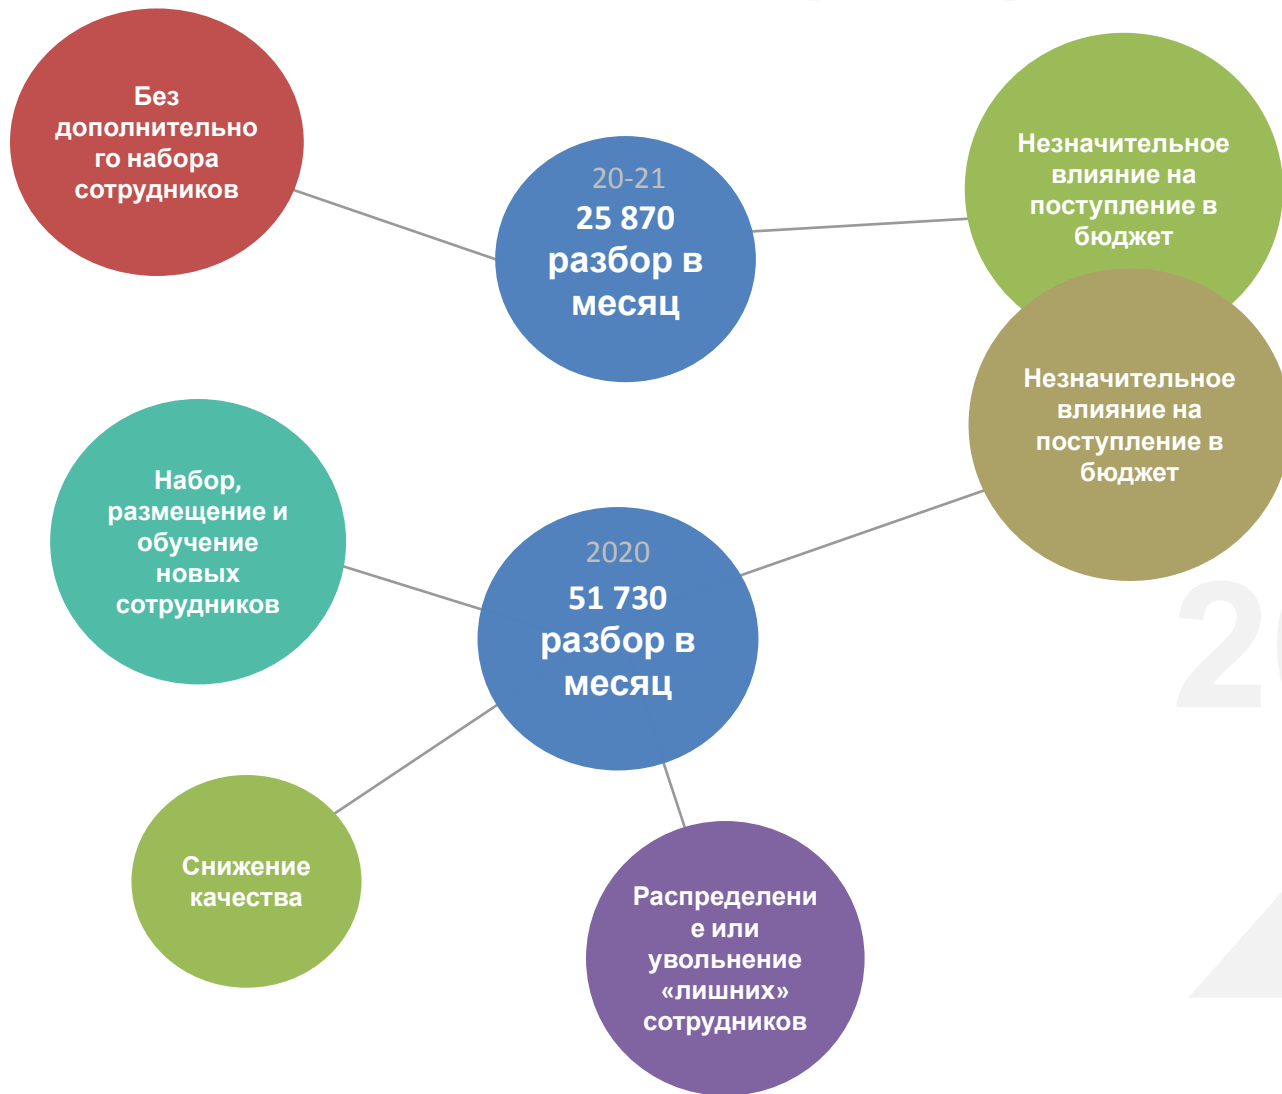 Без
дополнительно
го набора
сотрудников
20-21
25 870
разбор в
месяц
Незначительное
влияние на
поступление в
бюджет
Незначительное
влияние на
поступление в
бюджет
Набор,
размещение и
обучение
новых
сотрудников
2020
51 730
разбор в
месяц
Снижение
качества
Распределени
е или
увольнение
«лишних»
сотрудников